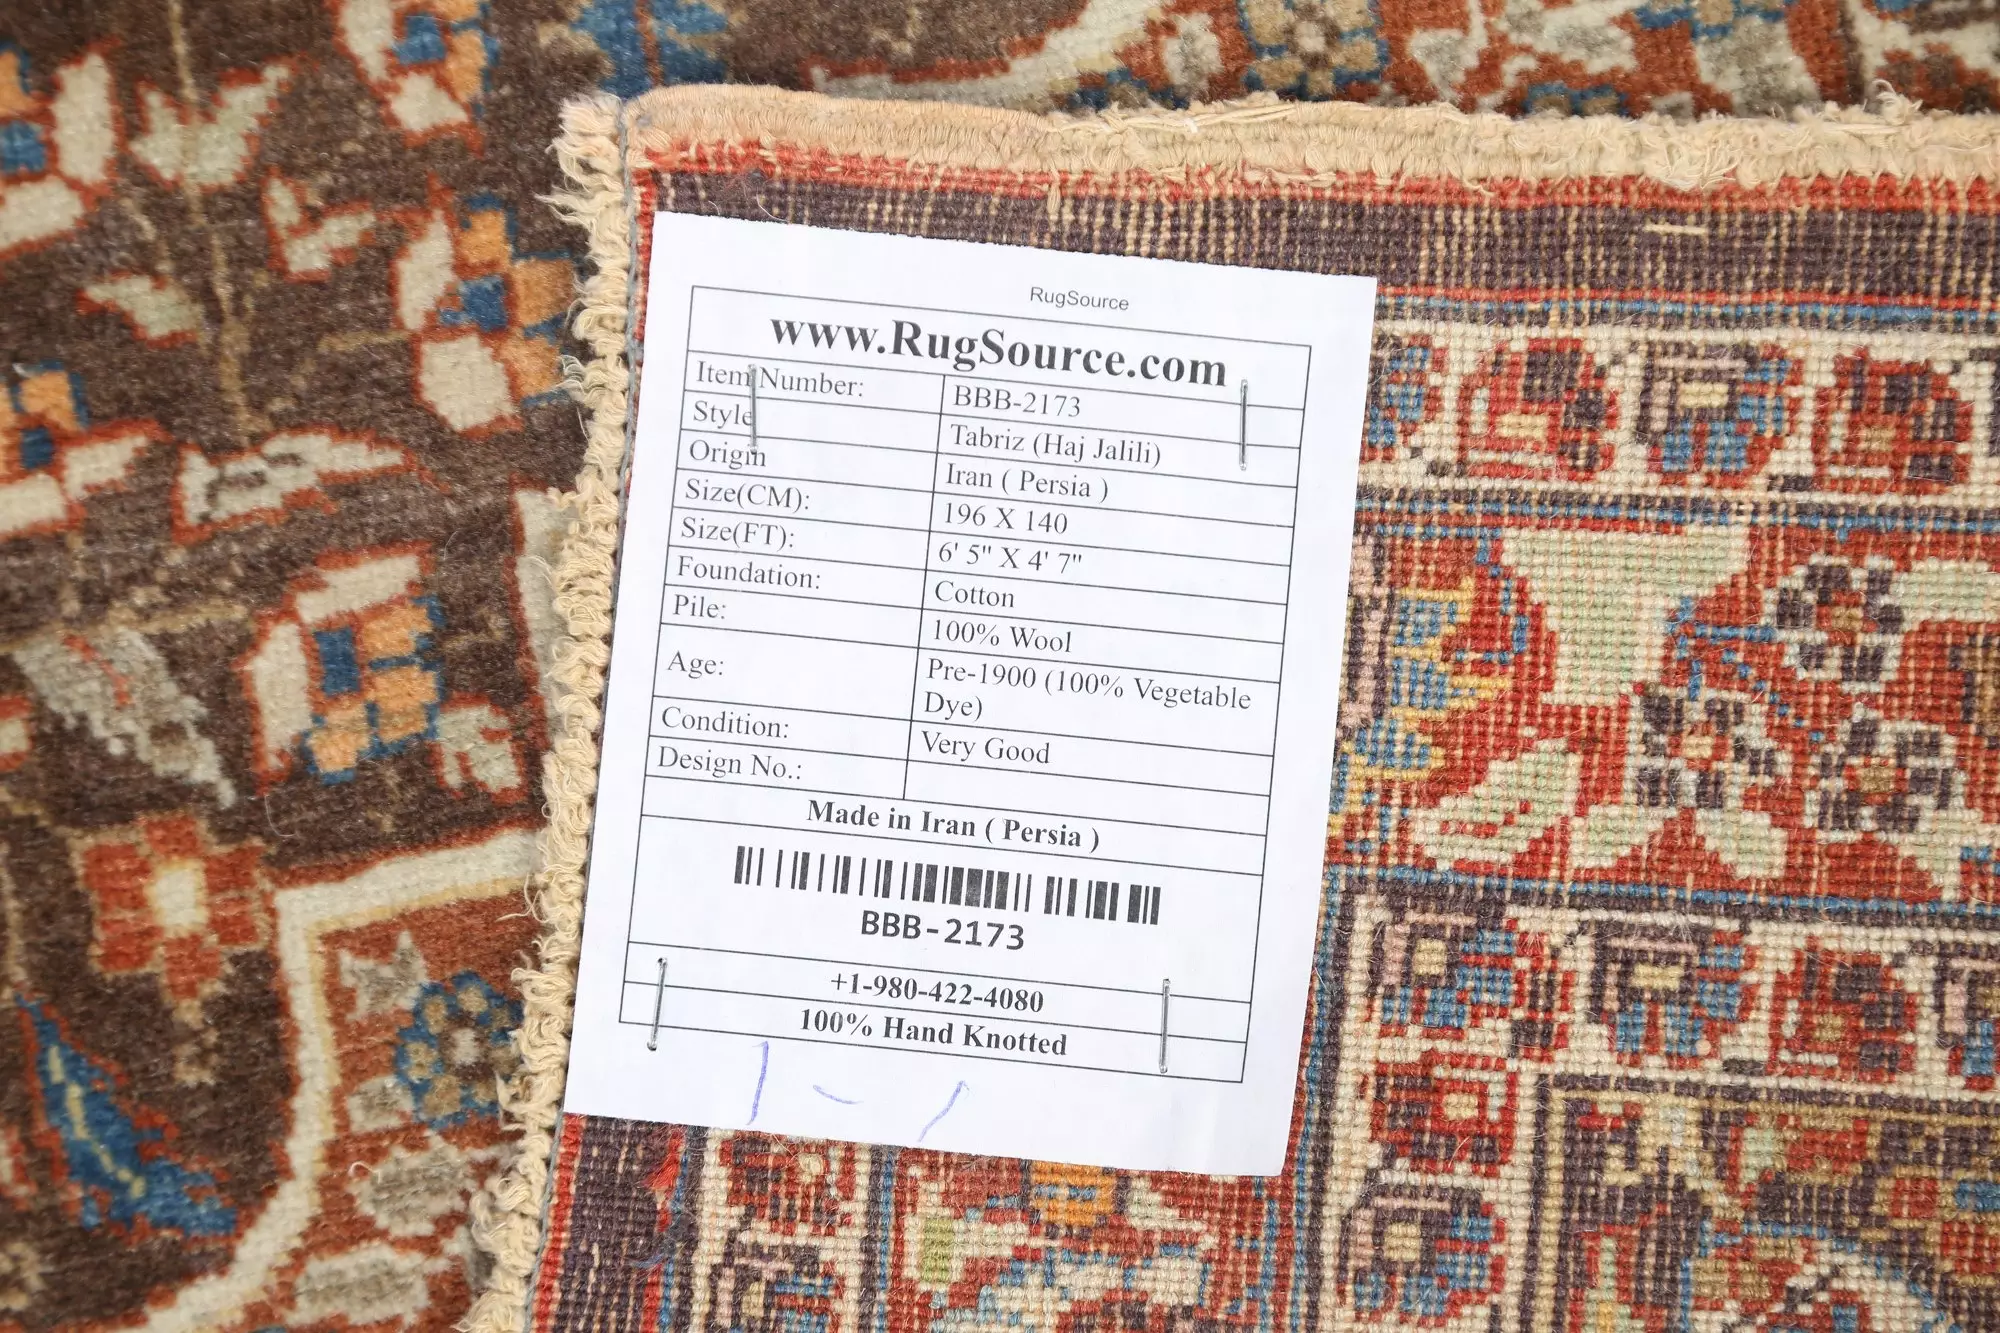 RugSource
www.RugSource.com
Item Number: BBB-2173
Style Tabriz (Haj Jalili)
Origin Iran ( Persia )
Size(CM): 196 X 140
Size(FT): 6' 5" X 4' 7"
Foundation: Cotton
Pile: 100% Wool
Age: Pre-1900 (100% Vegetable
Dye)
Condition: Very Good
Design No.:
Made in Iran ( Persia )
BBB-2173
+1-980-422-4080
100% Hand Knotted